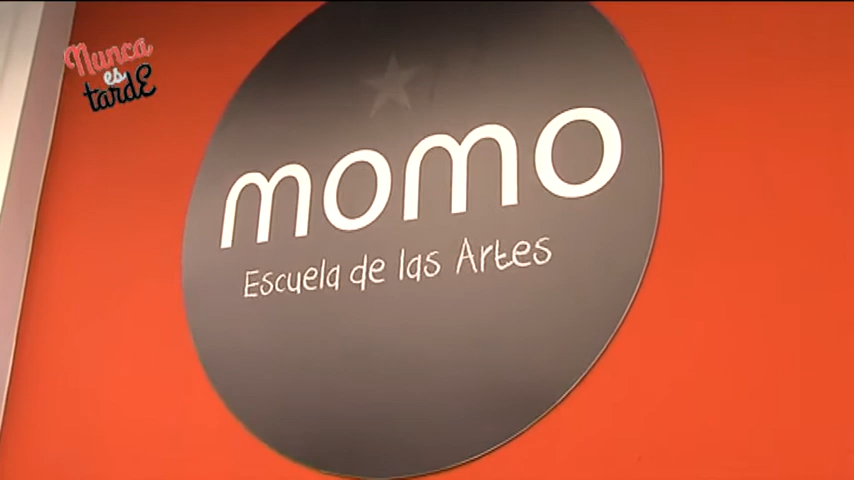 Nunca
es
tardE
momo
Escuela de las Artes